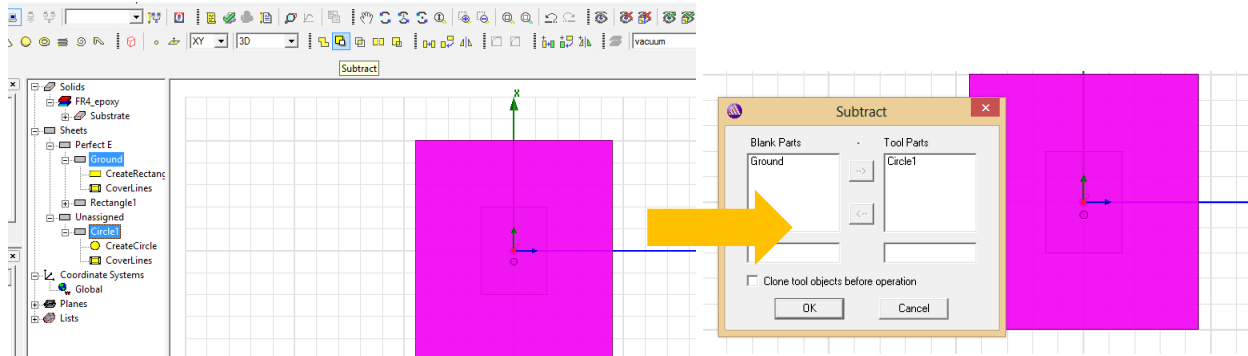 XY
3D
vacuum
Subtract
Solids
FR4_epoxy
Substrate
Sheets
Perfect E
Ground
CreateRectang
CoverLines
Rectangle1
Unassigned
Circle1
CreateCircle
CoverLines
Coordinate Systems
Global
Planes
Lists
X
Subtract
Blank Parts - Tool Parts
Ground
-->
Circle1
<--
Clone tool objects before operation
OK
Cancel